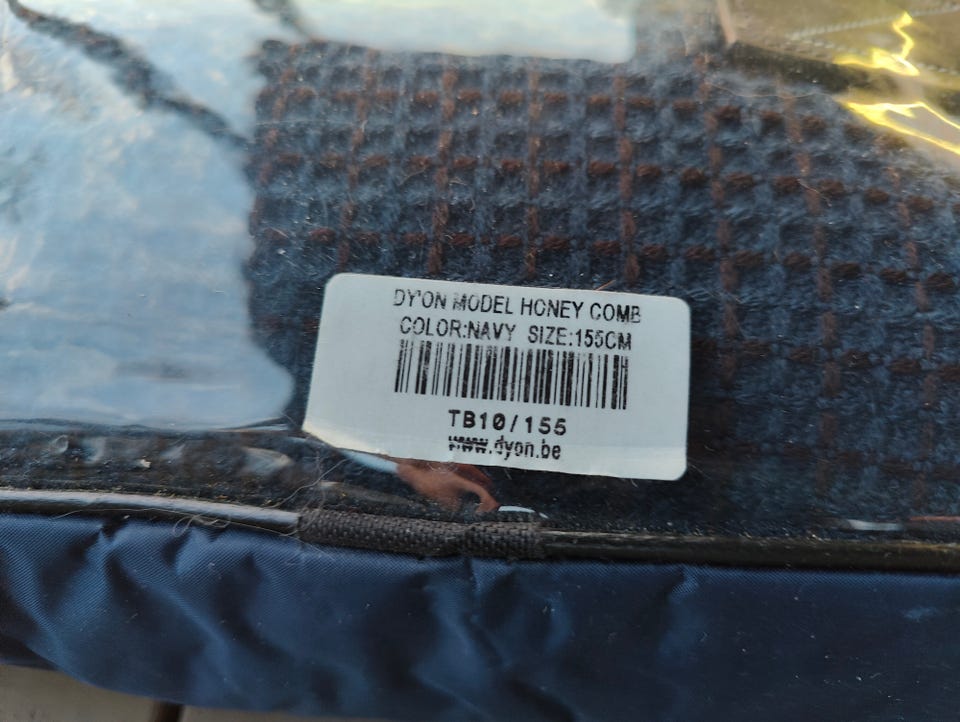 DY'ON MODEL HONEY COMB
COLOR:NAVY SIZE:155CM
TB10/155
www.dyon.be